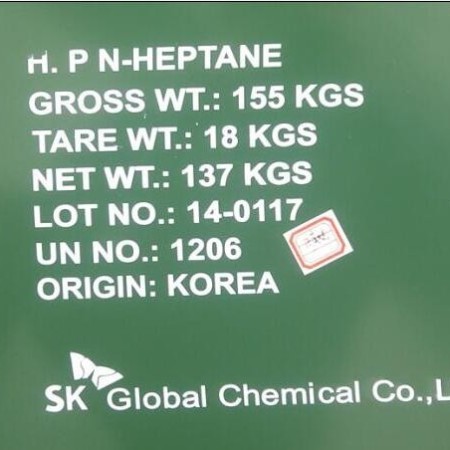 H. P N-HEPTANE
GROSS WT.: 155 KGS
TARE WT.: 18 KGS
NET WT.: 137 KGS
LOT NO.: 14-0117
UN NO.: 1206
ORIGIN: KOREA
SK Global Chemical Co.,L